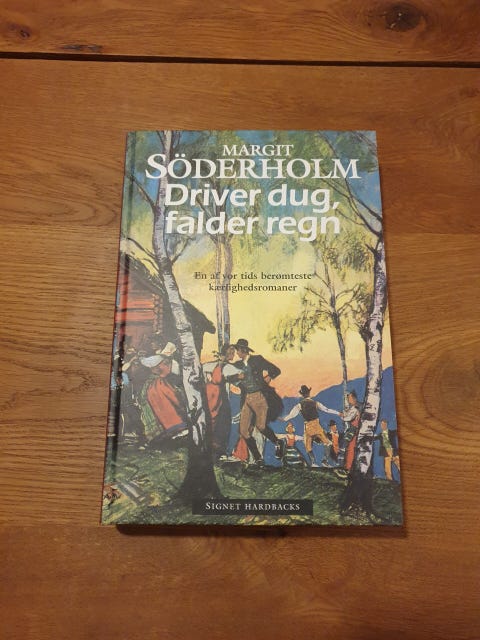 MARGIT
SÖDERHOLM
Driver dug,
falder regn
En af vor tids berømteste
kærlighedsromaner
SIGNET HARDBACKS